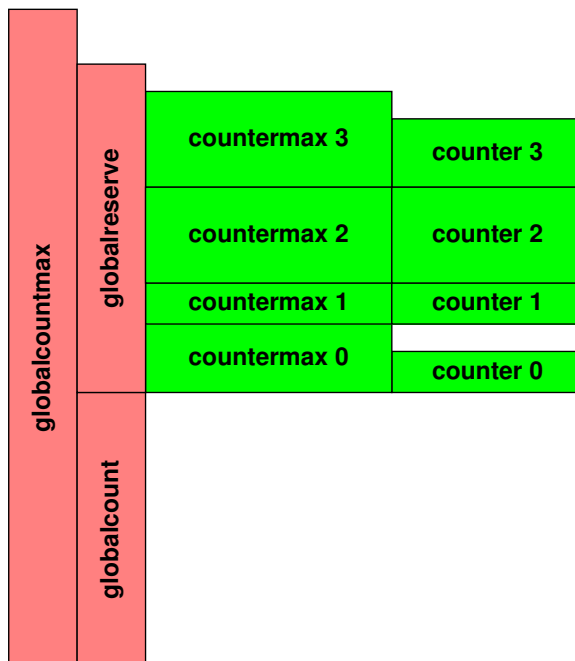 globalcountmax
globalreserve
globalcount
countermax 3
counter 3
countermax 2
counter 2
countermax 1
counter 1
countermax 0
counter 0